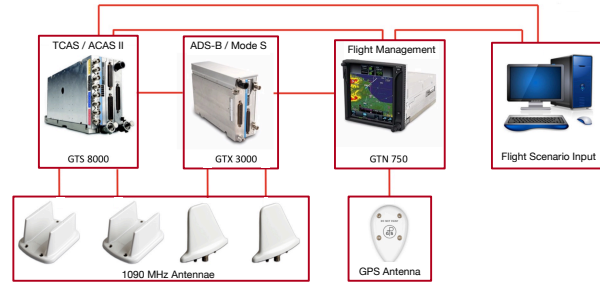 TCAS / ACAS II
ADS-B / Mode S
Flight Management
GTS 8000
GTX 3000
GTN 750
Flight Scenario Input
1090 MHz Antennae
GPS Antenna